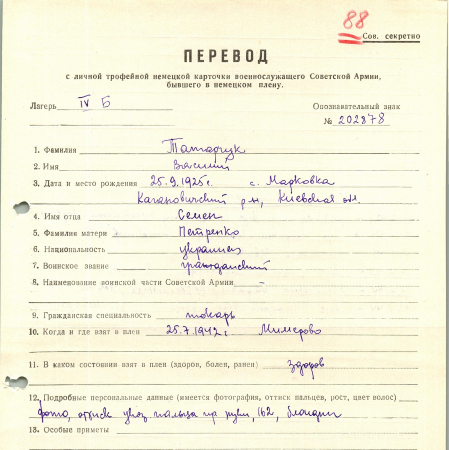 88
Сов. секретно
ПЕРЕВОД
с личной трофейной немецкой карточки военнослужащего Советской Армии,
бывшего в немецком плену.
Лагерь IV Б Опознавательный знак
№ 202878
1. Фамилия Татарчук
2. Имя Василий
3. Дата и место рождения 25.9.1925г. с. Марковка
Кагановичский р-н, Киевская обл.
4. Имя отца Семен
5. Фамилия матери Петренко
6. Национальность украинец
7. Воинское звание гражданский
8. Наименование воинской части Советской Армии –
9. Гражданская специальность токарь
10. Когда и где взят в плен 25.7.1942г. Милерово
11. В каком состоянии взят в плен (здоров, болен, ранен) здоров
12. Подробные персональные данные (имеется фотография, оттиск пальцев, рост, цвет волос)
фото, оттиск указ. пальца пр. руки, 162, блондин
13. Особые приметы